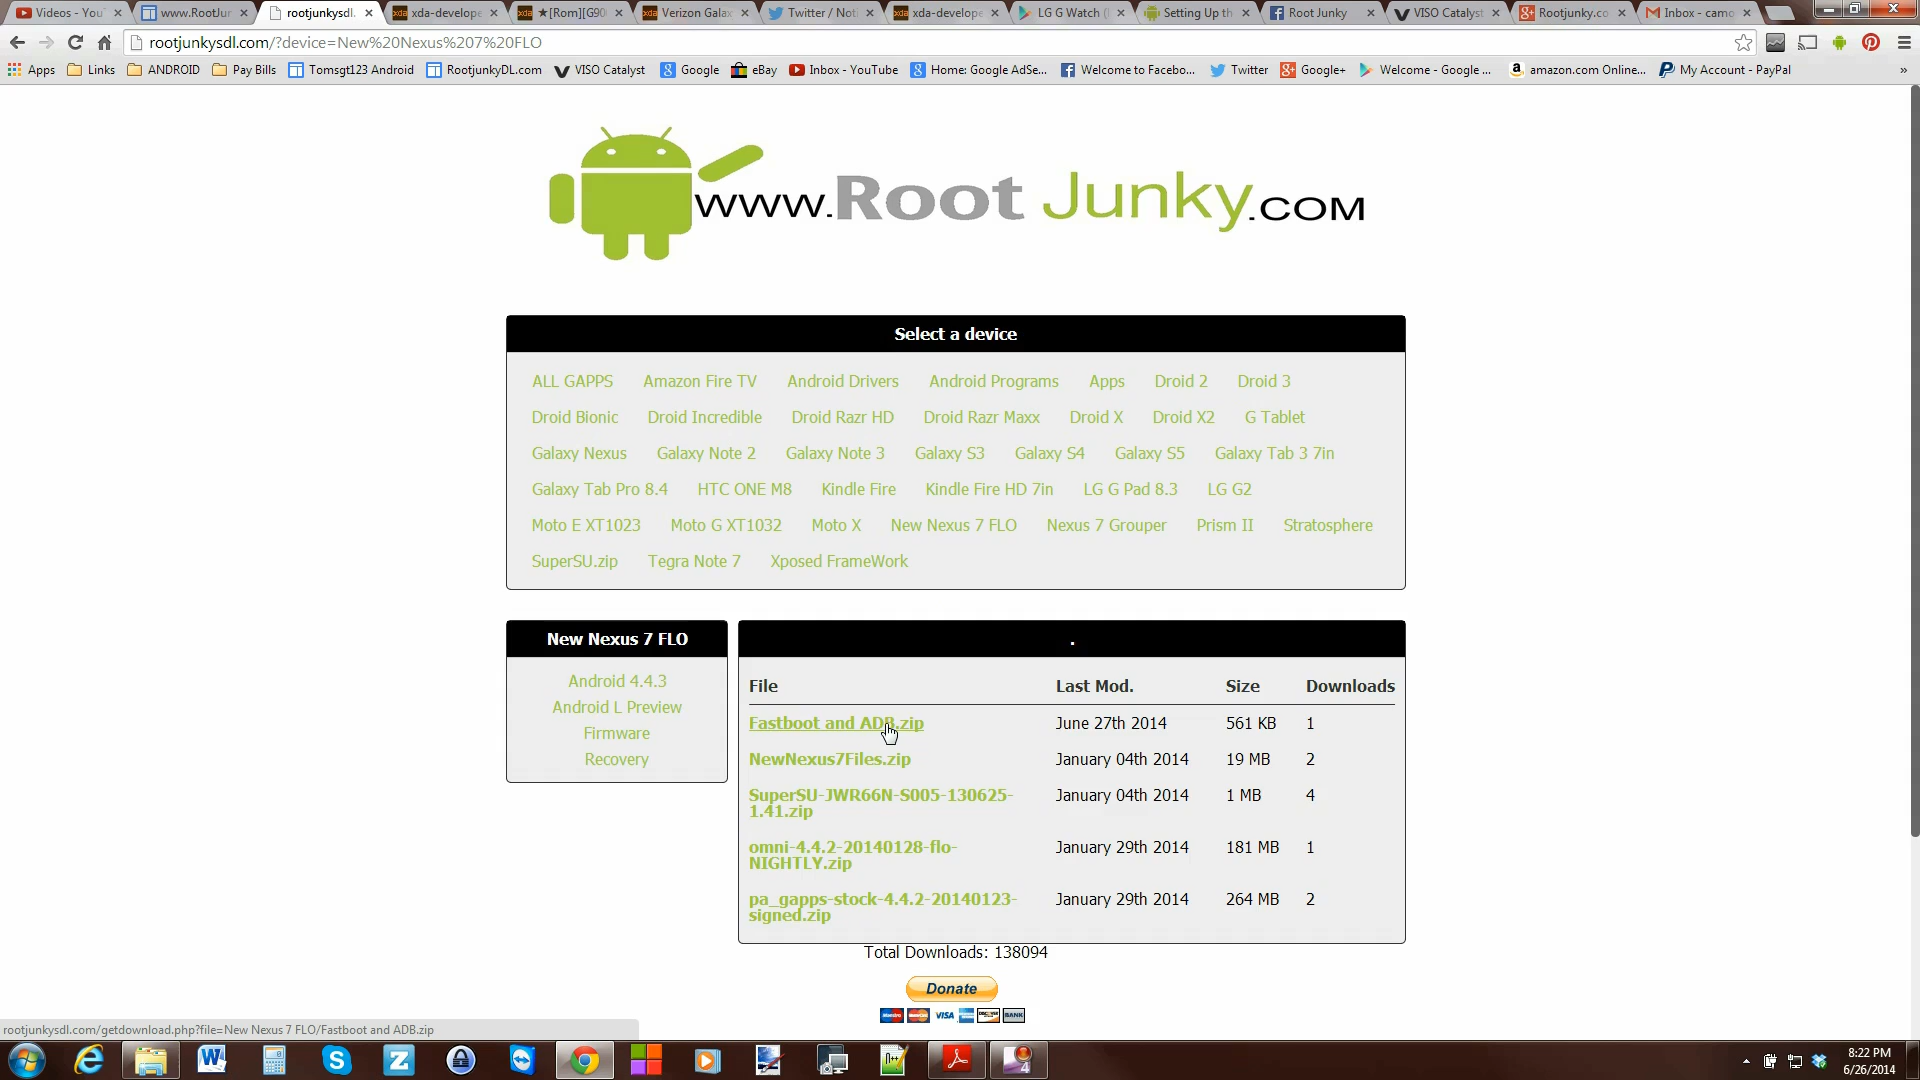 Videos - You
www.RootJun
rootjunkysdl.
xda-develope
★[Rom][G90
Verizon Galax
Twitter / Noti
xda-develope
LG G Watch (
Setting Up th
Root Junky
VISO Catalyst
Rootjunky.co
Inbox - camo
rootjunkysdl.com/?device=New%20Nexus%207%20FLO
Apps
Links
ANDROID
Pay Bills
Tomsgt123 Android
RootjunkyDL.com
VISO Catalyst
Google
eBay
Inbox - YouTube
Home: Google AdSe...
Welcome to Facebo...
Twitter
Google+
Welcome - Google ...
amazon.com Online...
My Account - PayPal
»
www.Root Junky.com
Select a device
ALL GAPPS Amazon Fire TV Android Drivers Android Programs Apps Droid 2 Droid 3
Droid Bionic Droid Incredible Droid Razr HD Droid Razr Maxx Droid X Droid X2 G Tablet
Galaxy Nexus Galaxy Note 2 Galaxy Note 3 Galaxy S3 Galaxy S4 Galaxy S5 Galaxy Tab 3 7in
Galaxy Tab Pro 8.4 HTC ONE M8 Kindle Fire Kindle Fire HD 7in LG G Pad 8.3 LG G2
Moto E XT1023 Moto G XT1032 Moto X New Nexus 7 FLO Nexus 7 Grouper Prism II Stratosphere
SuperSU.zip Tegra Note 7 Xposed FrameWork
New Nexus 7 FLO
Android 4.4.3
Android L Preview
Firmware
Recovery
.
File Last Mod. Size Downloads
Fastboot and ADB.zip June 27th 2014 561 KB 1
NewNexus7Files.zip January 04th 2014 19 MB 2
SuperSU-JWR66N-S005-130625- January 04th 2014 1 MB 4
1.41.zip
omni-4.4.2-20140128-flo- January 29th 2014 181 MB 1
NIGHTLY.zip
pa_gapps-stock-4.4.2-20140123- January 29th 2014 264 MB 2
signed.zip
Total Downloads: 138094
Donate
VISA
BANK
rootjunkysdl.com/getdownload.php?file=New Nexus 7 FLO/Fastboot and ADB.zip
8:22 PM
6/26/2014